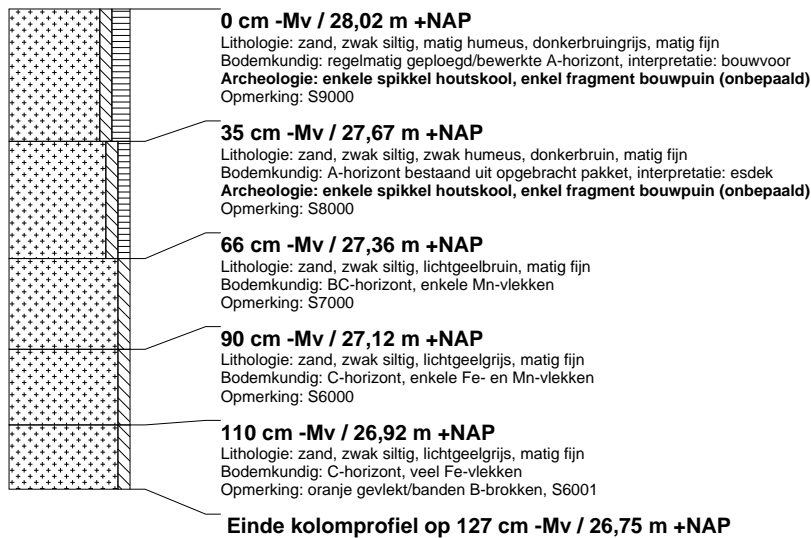 0 cm -Mv / 28,02 m +NAP
Lithologie: zand, zwak siltig, matig humeus, donkerbruingrijs, matig fijn
Bodemkundig: regelmatig geploegd/bewerkte A-horizont, interpretatie: bouwvoor
Archeologie: enkele spikkel houtskool, enkel fragment bouwpuin (onbepaald)
Opmerking: S9000
35 cm -Mv / 27,67 m +NAP
Lithologie: zand, zwak siltig, zwak humeus, donkerbruin, matig fijn
Bodemkundig: A-horizont bestaand uit opgebracht pakket, interpretatie: esdek
Archeologie: enkele spikkel houtskool, enkel fragment bouwpuin (onbepaald)
Opmerking: S8000
66 cm -Mv / 27,36 m +NAP
Lithologie: zand, zwak siltig, lichtgeelbruin, matig fijn
Bodemkundig: BC-horizont, enkele Mn-vlekken
Opmerking: S7000
90 cm -Mv / 27,12 m +NAP
Lithologie: zand, zwak siltig, lichtgeelgrijs, matig fijn
Bodemkundig: C-horizont, enkele Fe- en Mn-vlekken
Opmerking: S6000
110 cm -Mv / 26,92 m +NAP
Lithologie: zand, zwak siltig, lichtgeelgrijs, matig fijn
Bodemkundig: C-horizont, veel Fe-vlekken
Opmerking: oranje gevlekt/banden B-brokken, S6001
Einde kolomprofiel op 127 cm -Mv / 26,75 m +NAP